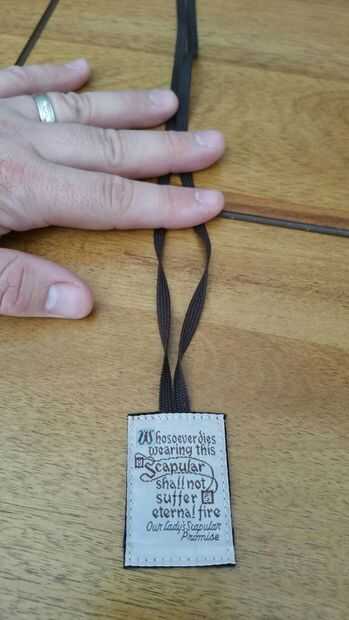 Whosoever dies
wearing this
Scapular
shall not
suffer
eternal fire
Our Lady's Scapular
Promise